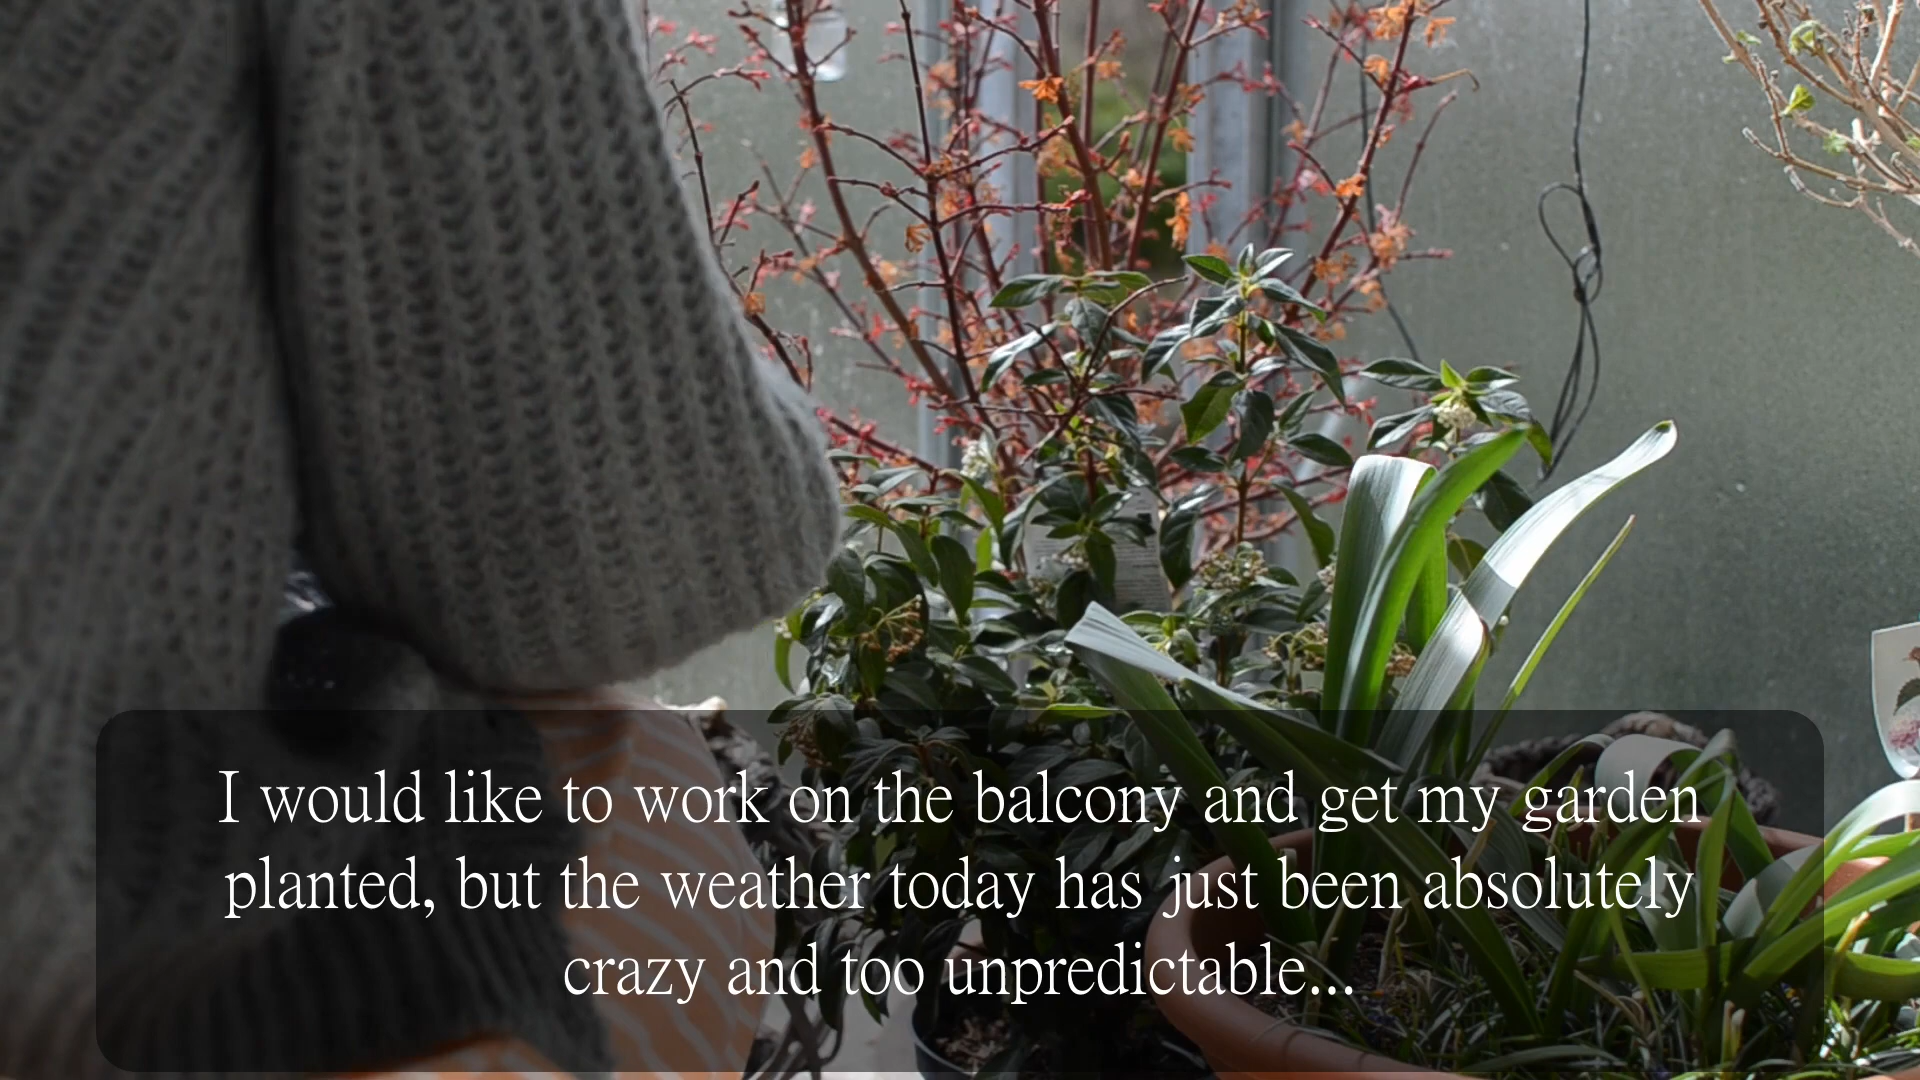 I would like to work on the balcony and get my garden
planted, but the weather today has just been absolutely
crazy and too unpredictable...